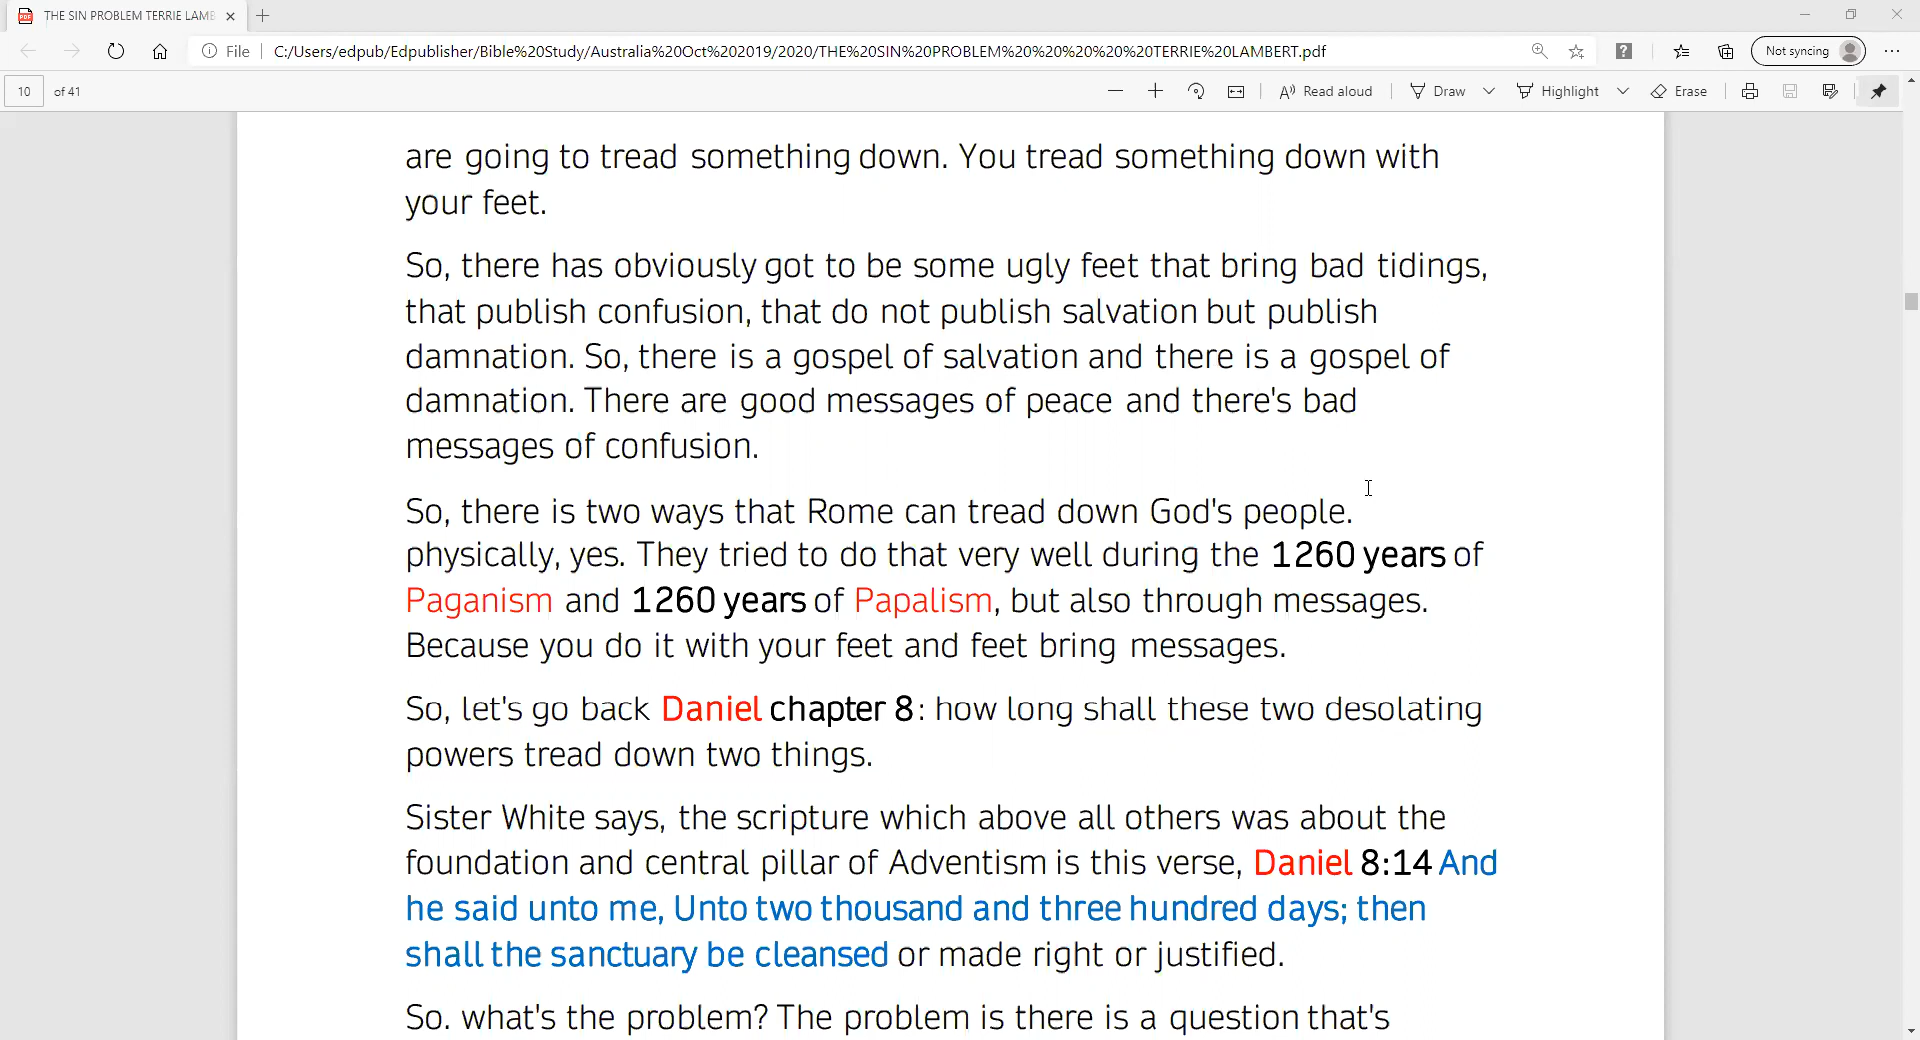 THE SIN PROBLEM TERRIE LAMB
File
C:/Users/edpub/Edpublisher/Bible%20Study/Australia%20Oct%202019/2020/THE%20SIN%20PROBLEM%20%20%20%20%20TERRIE%20LAMBERT.pdf
Not syncing
10 of 41
Read aloud
Draw
Highlight
Erase
are going to tread something down. You tread something down with
your feet.
So, there has obviously got to be some ugly feet that bring bad tidings,
that publish confusion, that do not publish salvation but publish
damnation. So, there is a gospel of salvation and there is a gospel of
damnation. There are good messages of peace and there's bad
messages of confusion.
So, there is two ways that Rome can tread down God's people.
physically, yes. They tried to do that very well during the 1260 years of
Paganism and 1260 years of Papalism, but also through messages.
Because you do it with your feet and feet bring messages.
So, let's go back Daniel chapter 8: how long shall these two desolating
powers tread down two things.
Sister White says, the scripture which above all others was about the
foundation and central pillar of Adventism is this verse, Daniel 8:14 And
he said unto me, Unto two thousand and three hundred days; then
shall the sanctuary be cleansed or made right or justified.
So. what's the problem? The problem is there is a question that's